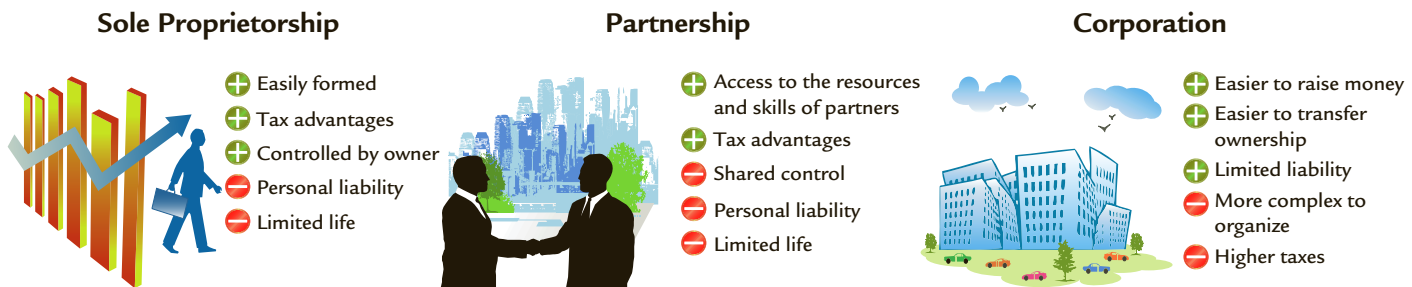 Sole Proprietorship
Easily formed
Tax advantages
Controlled by owner
Personal liability
Limited life
Partnership
Access to the resources
and skills of partners
Tax advantages
Shared control
Personal liability
Limited life
Corporation
Easier to raise money
Easier to transfer
ownership
Limited liability
More complex to
organize
Higher taxes